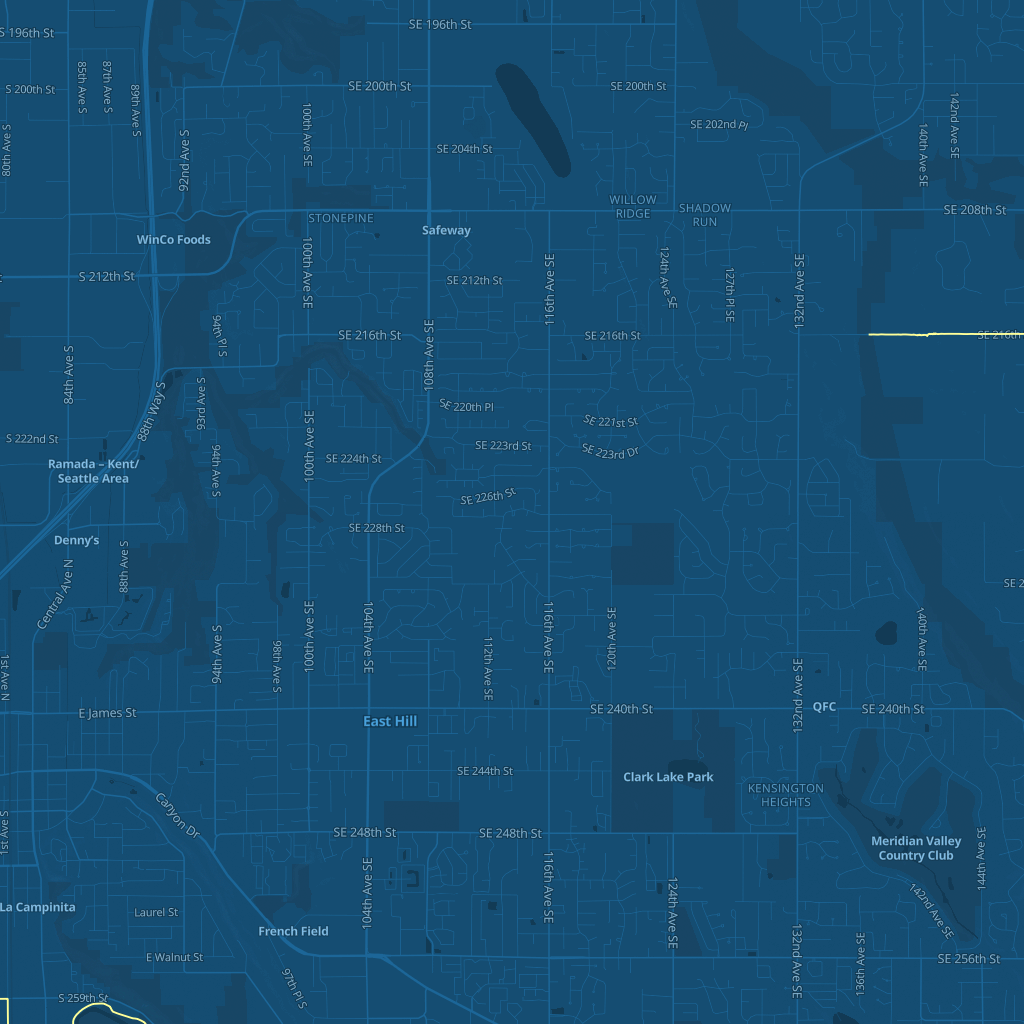 SE 196th St
S 196th St
85th Ave S
87th Ave S
89th Ave S
S 200th St
SE 200th St
SE 200th St
142nd Ave SE
80th Ave S
92nd Ave S
100th Ave SE
SE 202nd Pl
140th Ave SE
SE 204th St
WILLOW
RIDGE
SHADOW
RUN
SE 208th St
STONEPINE
Safeway
WinCo Foods
100th Ave SE
S 212th St
SE 212th St
116th Ave SE
124th Ave SE
127th Pl SE
132nd Ave SE
94th Pl S
SE 216th St
SE 216th St
SE 216th
84th Ave S
108th Ave SE
88th Way S
93rd Ave S
SE 220th Pl
SE 221st St
S 222nd St
SE 223rd St
SE 223rd Dr
100th Ave SE
94th Ave S
SE 224th St
Ramada – Kent/
Seattle Area
SE 226th St
SE 228th St
Denny's
88th Ave S
Central Ave N
SE 2
94th Ave S
98th Ave S
100th Ave SE
104th Ave SE
112th Ave SE
116th Ave SE
120th Ave SE
140th Ave SE
1st Ave N
132nd Ave SE
E James St
East Hill
SE 240th St
QFC
SE 240th St
SE 244th St
Clark Lake Park
KENSINGTON
HEIGHTS
Canyon Dr
1st Ave S
SE 248th St
SE 248th St
Meridian Valley
Country Club
144th Ave SE
104th Ave SE
116th Ave SE
124th Ave SE
142nd Ave SE
La Campinita
Laurel St
French Field
132nd Ave SE
136th Ave SE
E Walnut St
SE 256th St
97th Pl S
S 259th St